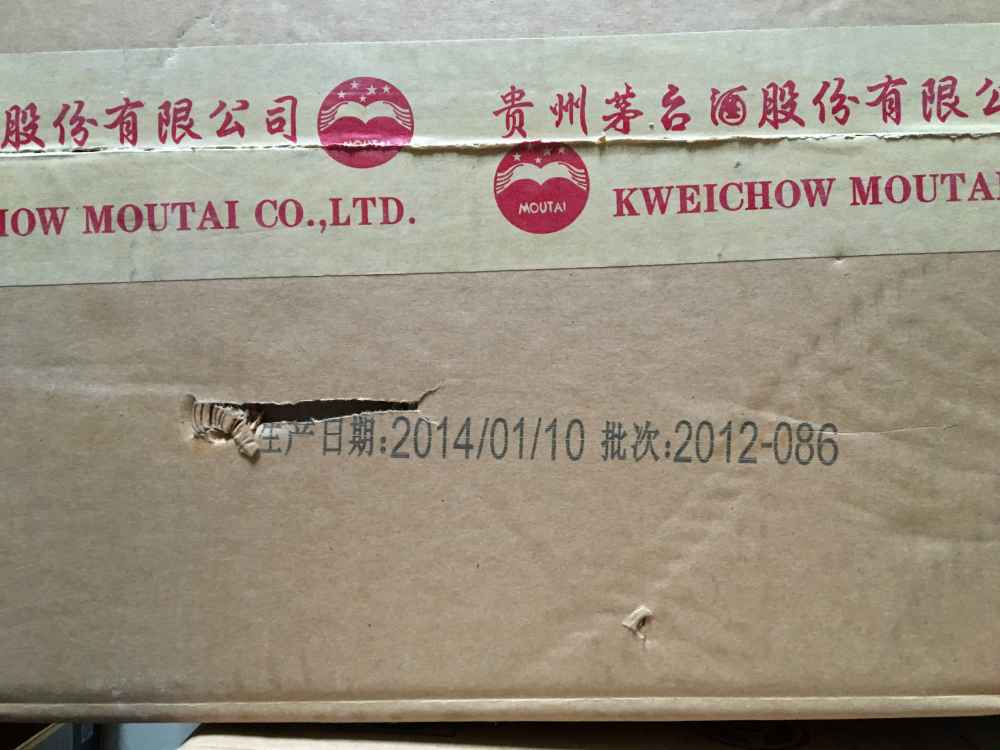 股份有限公司 MOUTAI 贵州茅台酒股份有限公
HOW MOUTAI CO.,LTD. MOUTAI KWEICHOW MOUTAI
生产日期:2014/01/10 批次:2012-086